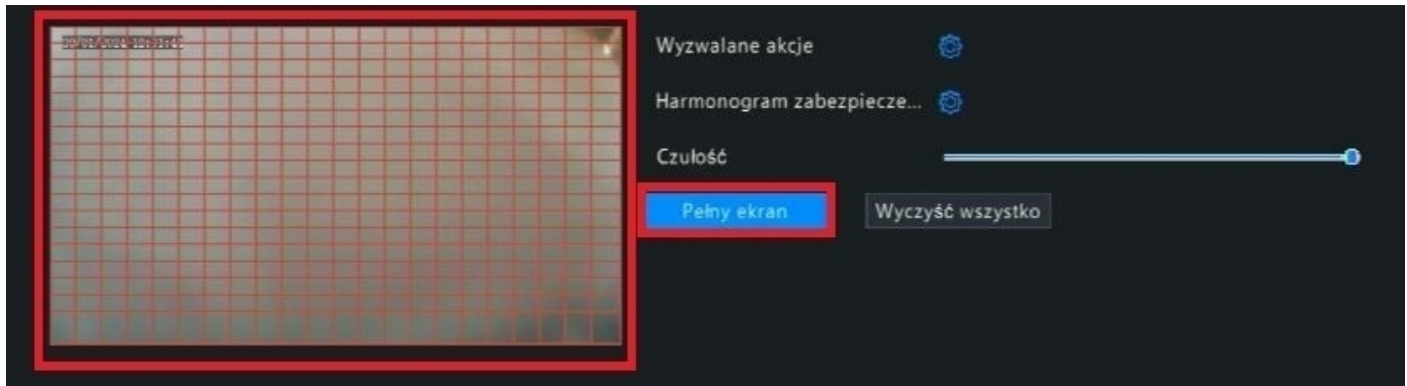 Wyzwalane akcje
Harmonogram zabezpiecze...
Czułość
Pełny ekran
Wyczyść wszystko